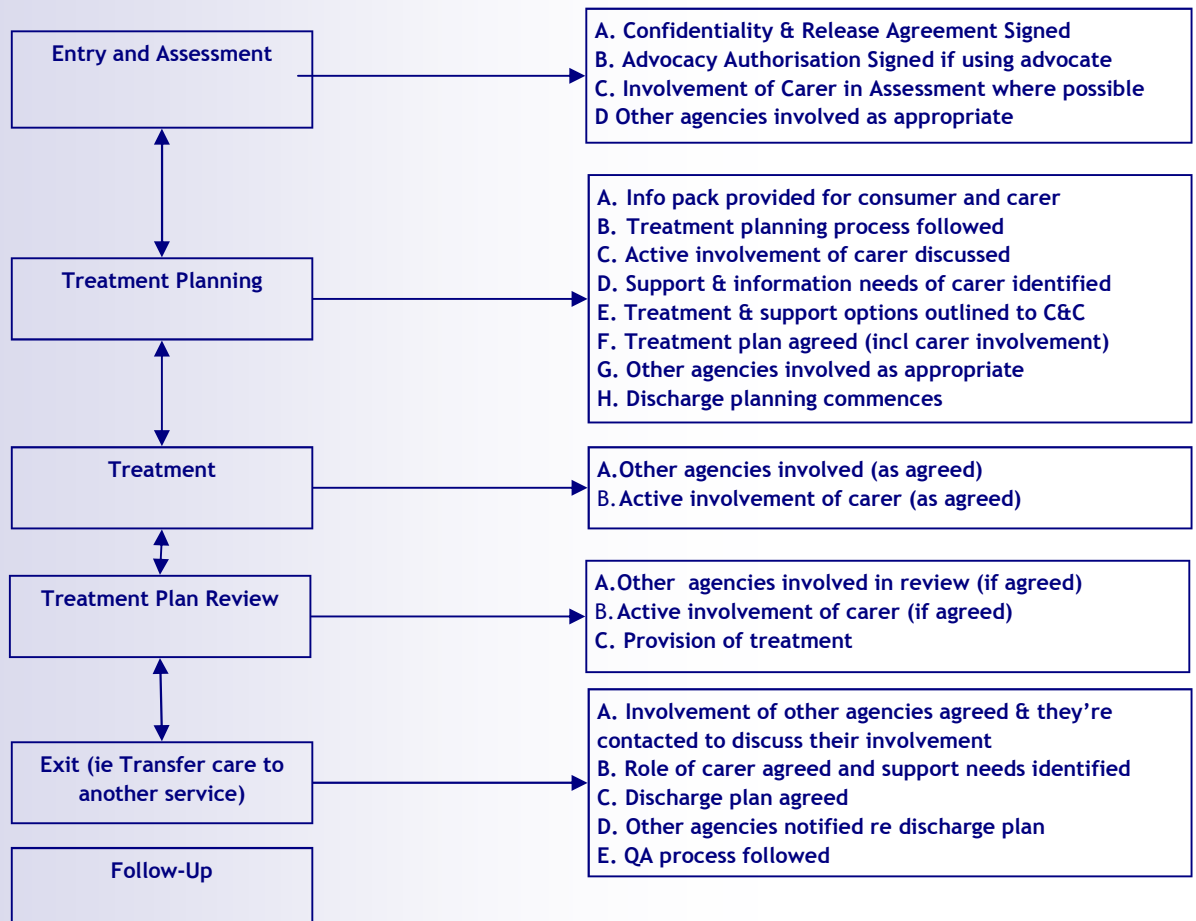 Entry and Assessment
A. Confidentiality & Release Agreement Signed
B. Advocacy Authorisation Signed if using advocate
C. Involvement of Carer in Assessment where possible
D Other agencies involved as appropriate
Treatment Planning
A. Info pack provided for consumer and carer
B. Treatment planning process followed
C. Active involvement of carer discussed
D. Support & information needs of carer identified
E. Treatment & support options outlined to C&C
F. Treatment plan agreed (incl carer involvement)
G. Other agencies involved as appropriate
H. Discharge planning commences
Treatment
A.Other agencies involved (as agreed)
B.Active involvement of carer (as agreed)
Treatment Plan Review
A.Other agencies involved in review (if agreed)
B.Active involvement of carer (if agreed)
C. Provision of treatment
Exit (ie Transfer care to
another service)
A. Involvement of other agencies agreed & they’re
contacted to discuss their involvement
B. Role of carer agreed and support needs identified
C. Discharge plan agreed
D. Other agencies notified re discharge plan
E. QA process followed
Follow-Up